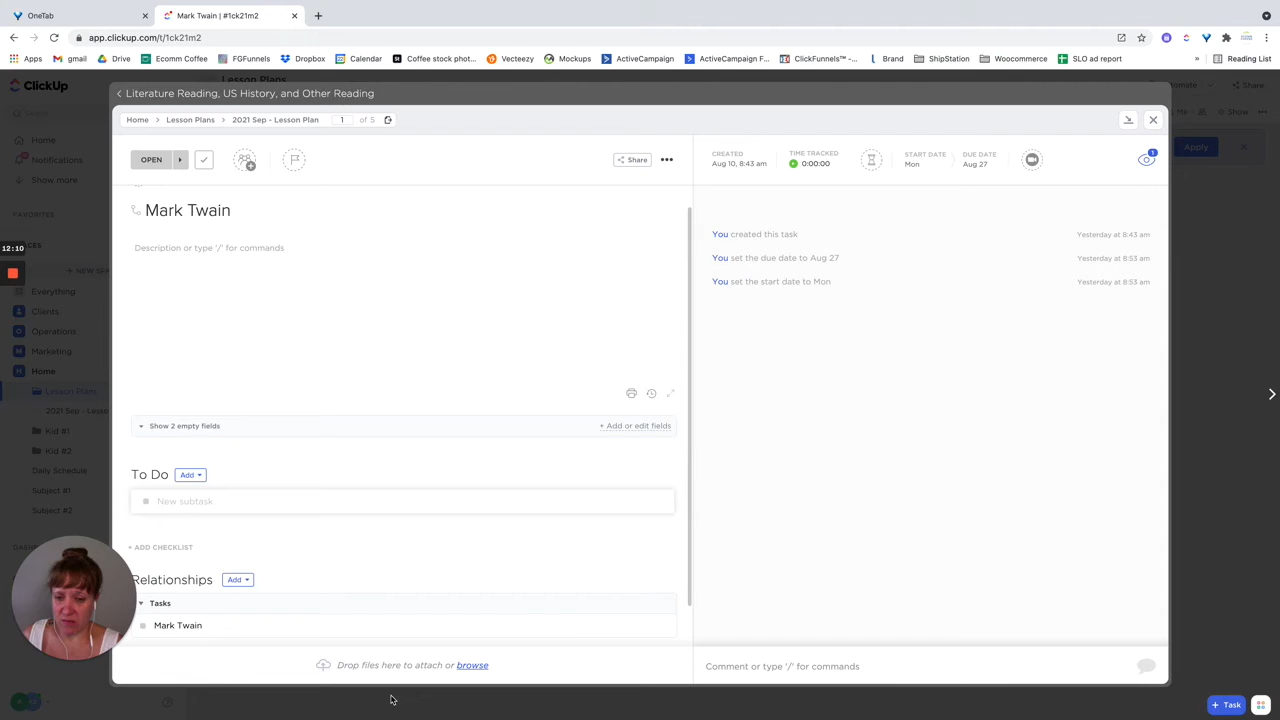 OneTab
Mark Twain | #1ck21m2
app.clickup.com/t/1ck21m2
Apps
gmail
Drive
Ecomm Coffee
FGFunnels
Dropbox
Calendar
Coffee stock phot...
Vecteezy
Mockups
ActiveCampaign
ActiveCampaign F...
ClickFunnels™ -...
Brand
ShipStation
Woocommerce
SLO ad report
»
Reading List
ClickUp
Lesson Plans
Share
Literature Reading, US History, and Other Reading
Search
Home
Lesson Plans
2021 Sep - Lesson Plan
1
of 5
Me
Show
Home
Notifications
Show more
OPEN
Share
CREATED
Aug 10, 8:43 am
TIME TRACKED
0:00:00
START DATE
Mon
DUE DATE
Aug 27
1
Apply
FAVORITES
Mark Twain
Description or type '/' for commands
You created this task
Yesterday at 8:43 am
You set the due date to Aug 27
Yesterday at 8:53 am
You set the start date to Mon
Yesterday at 8:53 am
12:10
+ NEW SP
Everything
Clients
Operations
Marketing
Home
Lesson Plans
2021 Sep - Lesso
Kid #1
Kid #2
Daily Schedule
Subject #1
Subject #2
Show 2 empty fields
+ Add or edit fields
To Do
Add
New subtask
+ ADD CHECKLIST
Relationships
Add
Tasks
Mark Twain
Drop files here to attach or browse
Comment or type '/' for commands
+ Task